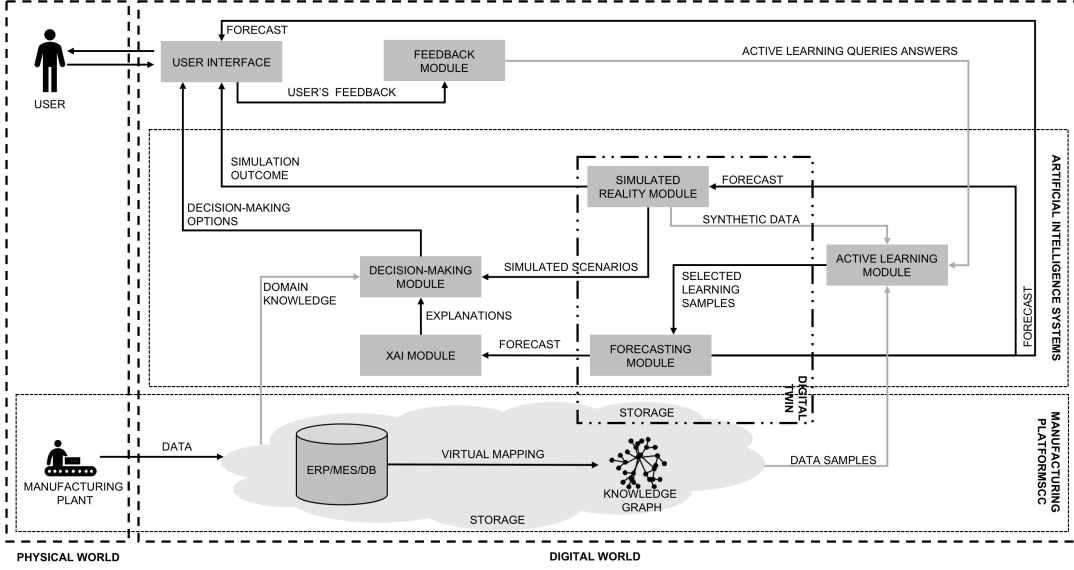 FORECAST
USER INTERFACE
FEEDBACK
MODULE
ACTIVE LEARNING QUERIES ANSWERS
USER'S FEEDBACK
USER
SIMULATION
OUTCOME
SIMULATED
REALITY MODULE
FORECAST
DECISION-MAKING
OPTIONS
SYNTHETIC DATA
DECISION-MAKING
MODULE
SIMULATED SCENARIOS
ACTIVE LEARNING
MODULE
DOMAIN
KNOWLEDGE
SELECTED
LEARNING
SAMPLES
EXPLANATIONS
XAI MODULE
FORECAST
FORECASTING
MODULE
FORECAST
ARTIFICIAL INTELLIGENCE SYSTEMS
DIGITAL
TWIN
STORAGE
DATA
ERP/MES/DB
VIRTUAL MAPPING
DATA SAMPLES
MANUFACTURING
PLANT
KNOWLEDGE
GRAPH
STORAGE
MANUFACTURING
PLATFORMSCC
PHYSICAL WORLD
DIGITAL WORLD